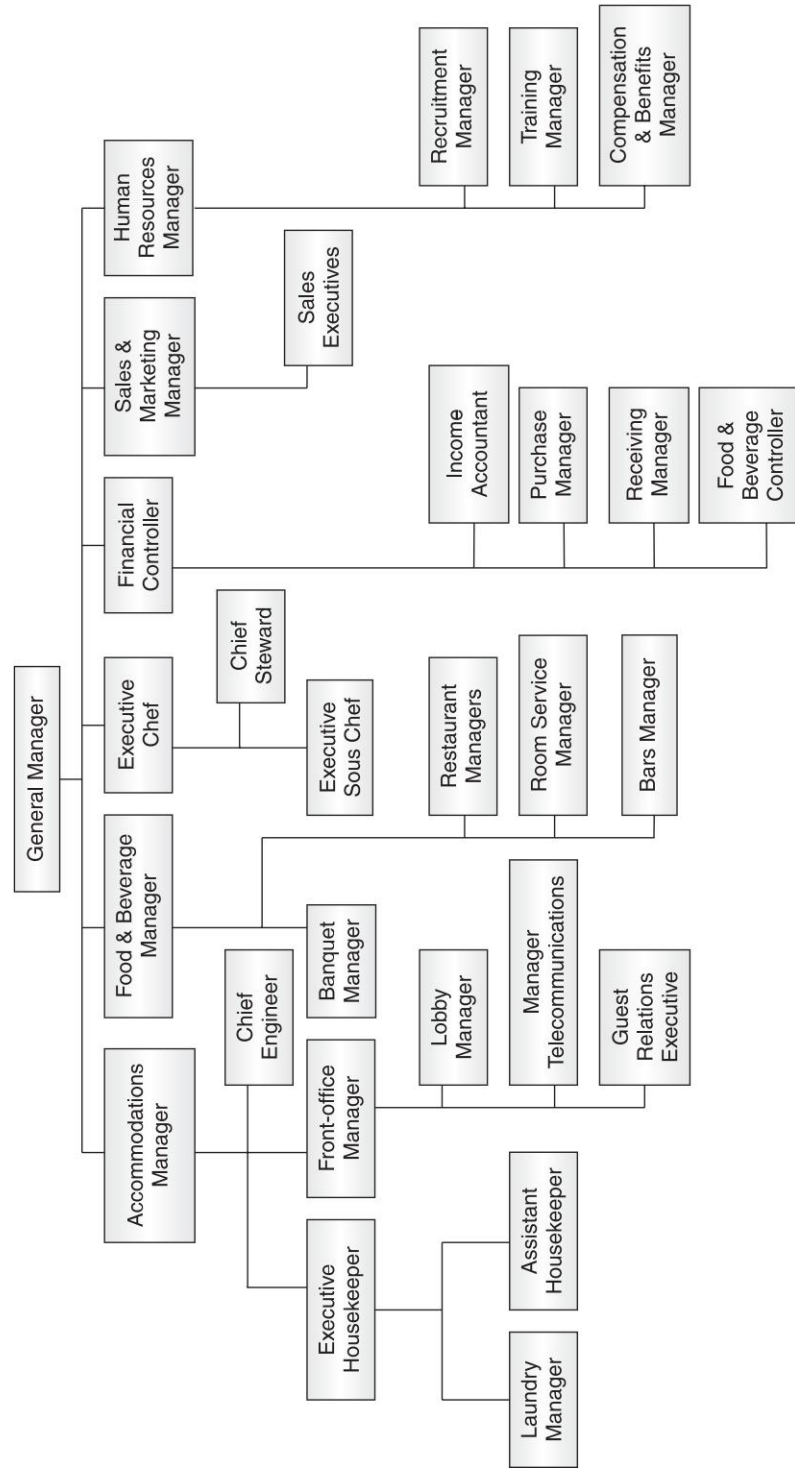 General Manager
Accommodations
Manager
Food & Beverage
Manager
Executive
Chef
Financial
Controller
Sales &
Marketing
Manager
Human
Resources
Manager
Chief
Engineer
Chief
Steward
Sales
Executives
Executive
Housekeeper
Front-office
Manager
Banquet
Manager
Executive
Sous Chef
Lobby
Manager
Restaurant
Managers
Income
Accountant
Recruitment
Manager
Laundry
Manager
Assistant
Housekeeper
Manager
Telecommunications
Room Service
Manager
Purchase
Manager
Training
Manager
Guest
Relations
Executive
Bars Manager
Receiving
Manager
Compensation
& Benefits
Manager
Food &
Beverage
Controller